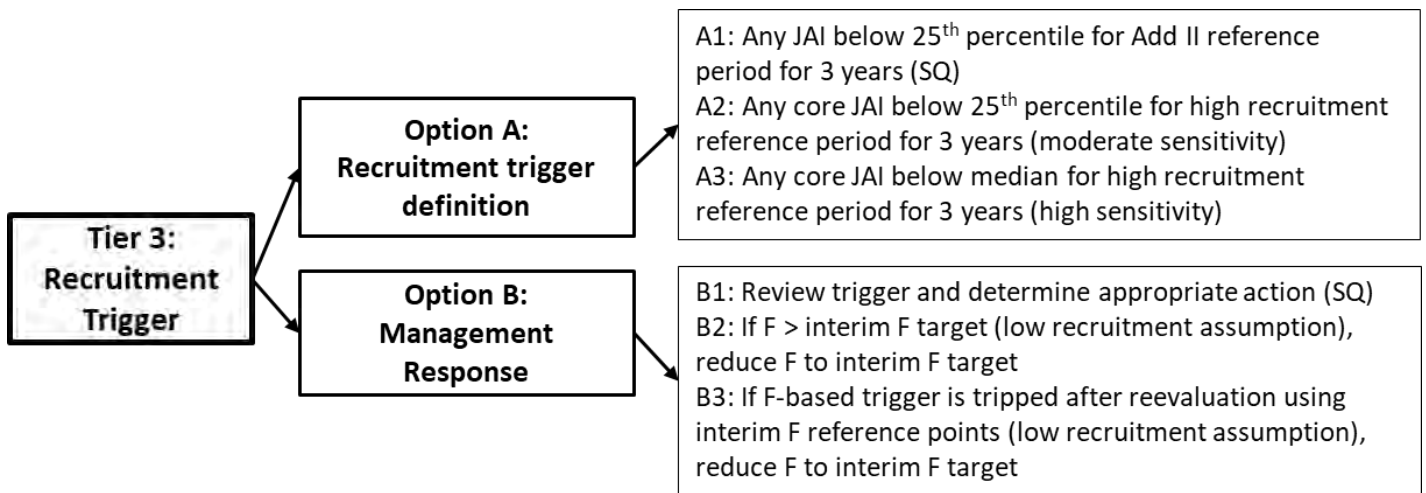 Tier 3:
Recruitment
Trigger
Option A:
Recruitment trigger
definition
A1: Any JAI below 25th percentile for Add II reference
period for 3 years (SQ)
A2: Any core JAI below 25th percentile for high recruitment
reference period for 3 years (moderate sensitivity)
A3: Any core JAI below median for high recruitment
reference period for 3 years (high sensitivity)
Option B:
Management
Response
B1: Review trigger and determine appropriate action (SQ)
B2: If F > interim F target (low recruitment assumption),
reduce F to interim F target
B3: If F-based trigger is tripped after reevaluation using
interim F reference points (low recruitment assumption),
reduce F to interim F target